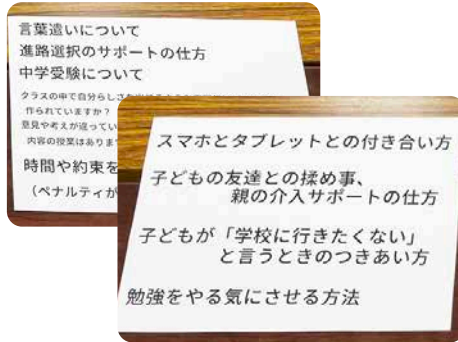 言葉遣いについて
進路選択のサポートの仕方
中学受験について
クラスの中で自分らしさ
作られていますか?
意見や考えが違ってい
内容の授業はありま
時間や約束を
(ペナルティが
スマホとタブレットとの付き合い方
子どもの友達との揉め事、
親の介入サポートの仕方
子どもが「学校に行きたくない」
と言うときのつきあい方
勉強をやる気にさせる方法